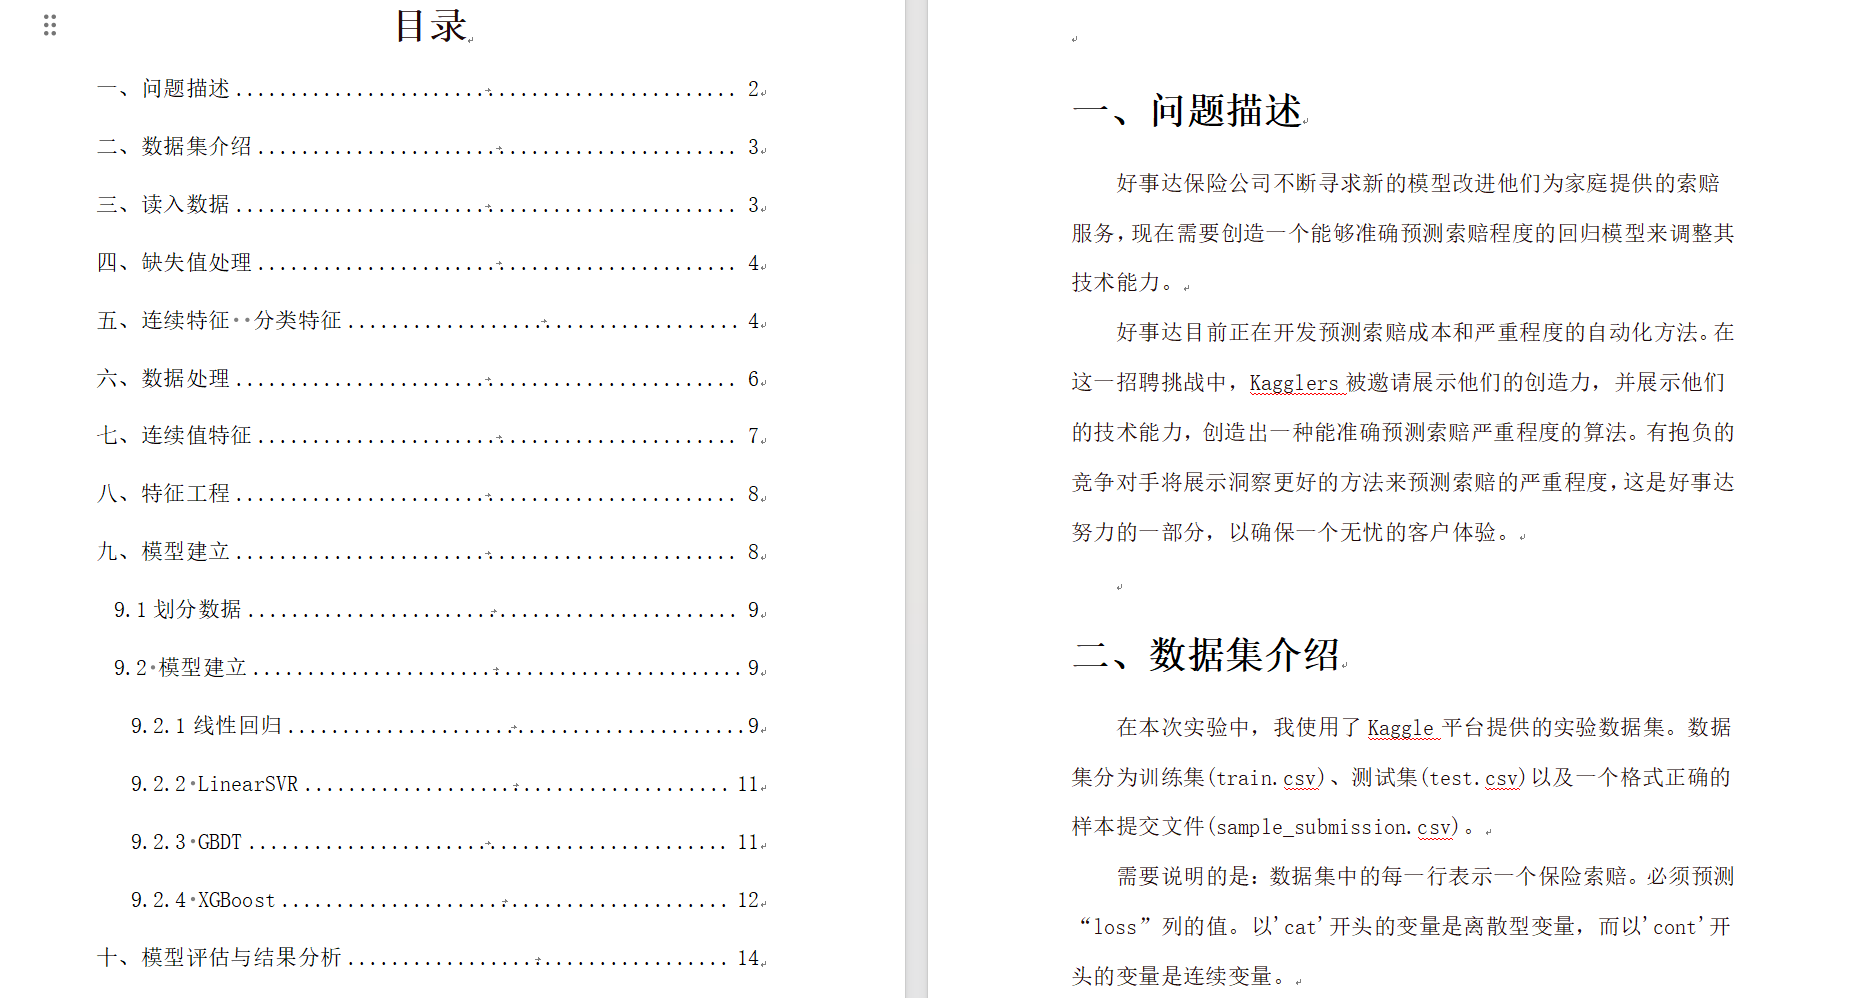 目录
一、问题描述........................................ 2
二、数据集介绍........................................ 3
三、读入数据........................................ 3
四、缺失值处理........................................ 4
五、连续特征  分类特征........................................ 4
六、数据处理........................................ 6
七、连续值特征........................................ 7
八、特征工程........................................ 8
九、模型建立........................................ 8
9.1 划分数据........................................ 9
9.2 模型建立........................................ 9
9.2.1 线性回归........................................ 9
9.2.2 LinearSVR........................................ 11
9.2.3 GBDT........................................ 11
9.2.4 XGBoost........................................ 12
十、模型评估与结果分析........................................ 14
一、问题描述
好事达保险公司不断寻求新的模型改进他们为家庭提供的索赔
服务，现在需要创造一个能够准确预测索赔程度的回归模型来调整其
技术能力。
好事达目前正在开发预测索赔成本和严重程度的自动化方法。在
这一招聘挑战中，Kagglers 被邀请展示他们的创造力，并展示他们
的技术能力，创造出一种能准确预测索赔严重程度的算法。有抱负的
竞争对手将展示洞察更好的方法来预测索赔的严重程度，这是好事达
努力的一部分，以确保一个无忧的客户体验。
二、数据集介绍
在本次实验中，我使用了 Kaggle 平台提供的实验数据集。数据
集分为训练集(train.csv)、测试集(test.csv)以及一个格式正确的
样本提交文件(sample_submission.csv)。
需要说明的是：数据集中的每一行表示一个保险索赔。必须预测
“loss”列的值。以'cat'开头的变量是离散型变量，而以'cont'开
头的变量是连续变量。